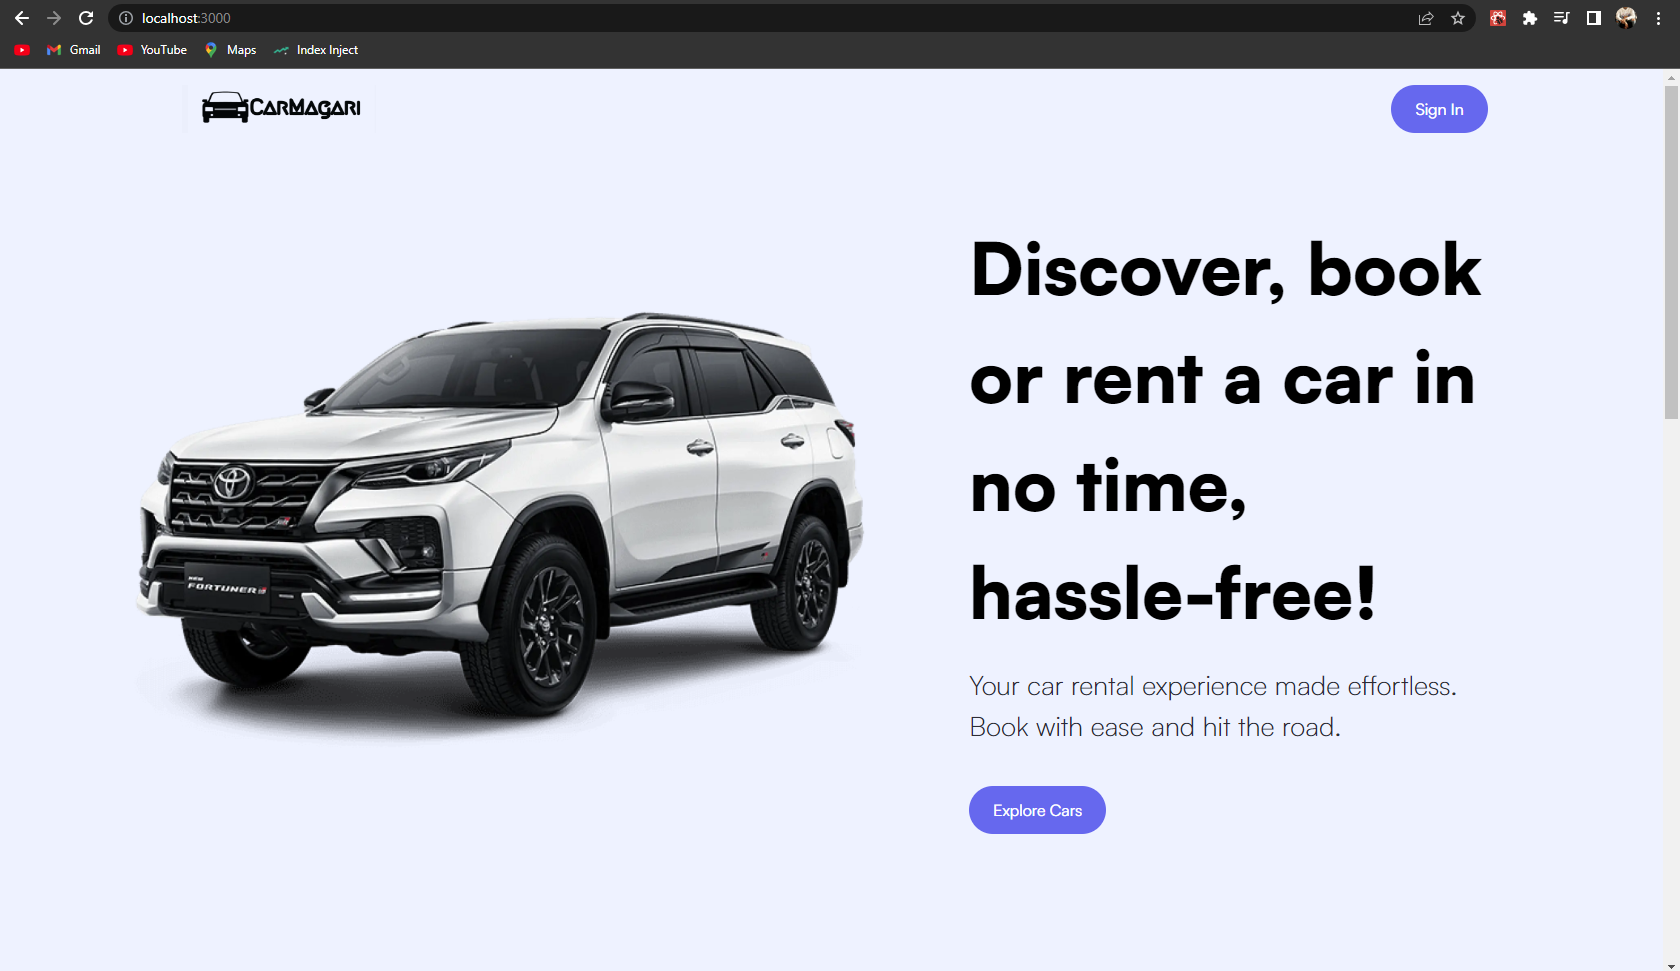 localhost:3000
Gmail YouTube Maps Index Inject
CarMagari
Sign In
Discover, book
or rent a car in
no time,
hassle-free!
NEW
FORTUNER
Your car rental experience made effortless.
Book with ease and hit the road.
Explore Cars